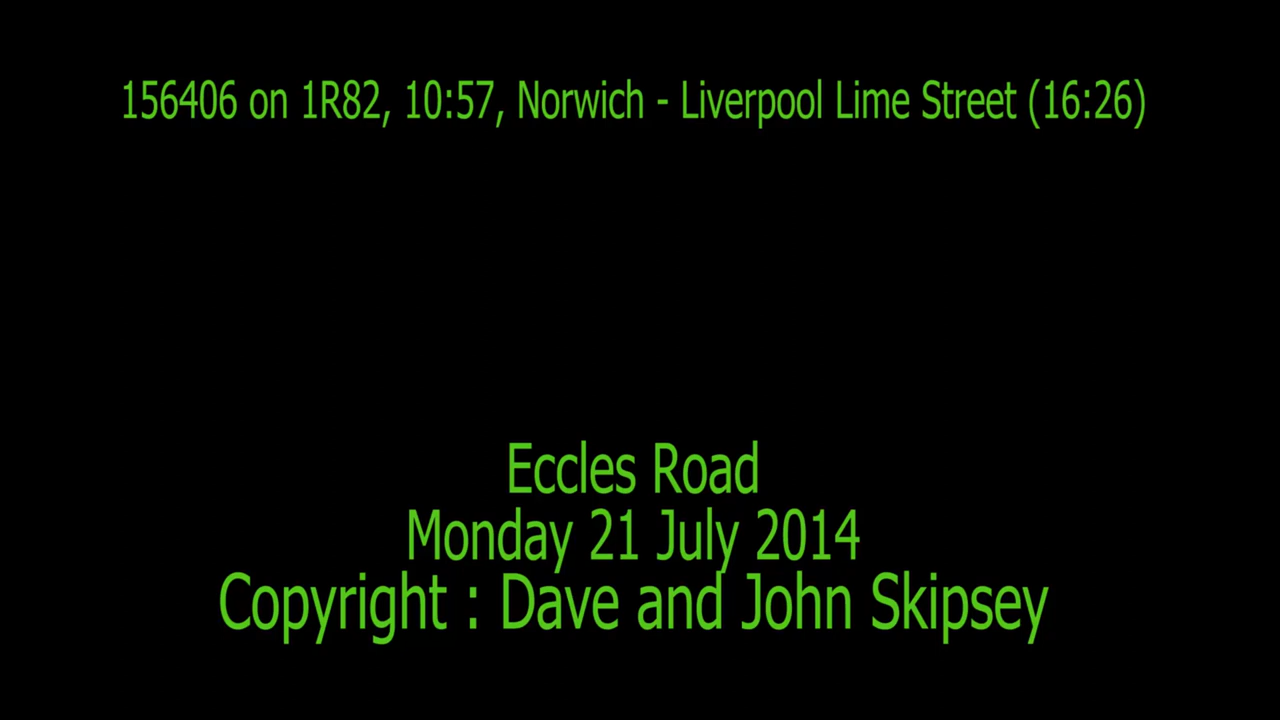 156406 on 1R82, 10:57, Norwich - Liverpool Lime Street (16:26)
Eccles Road
Monday 21 July 2014
Copyright : Dave and John Skipsey